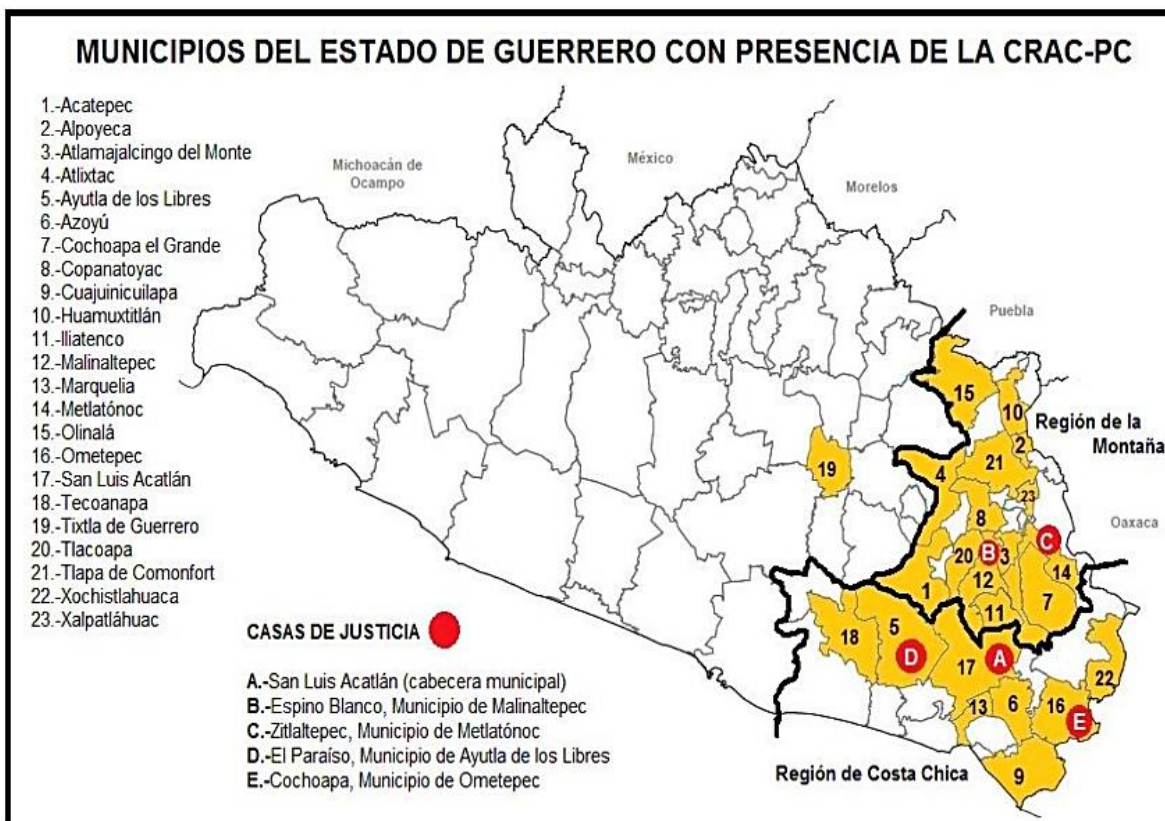 MUNICIPIOS DEL ESTADO DE GUERRERO CON PRESENCIA DE LA CRAC-PC
1.-Acatepec
2.-Alpoyeca
3.-Atlamajalcingo del Monte
4.-Atlixtac
5.-Ayutla de los Libres
6.-Azoyú
7.-Cochoapa el Grande
8.-Copanatoyac
9.-Cuajuinicuilapa
10.-Huamuxtitlán
11.-Iliatenco
12.-Malinaltepec
13.-Marquelia
14.-Metlatónoc
15.-Olinalá
16.-Ometepec
17.-San Luis Acatlán
18.-Tecoanapa
19.-Tixtla de Guerrero
20.-Tlacoapa
21.-Tlapa de Comonfort
22.-Xochistlahuaca
23.-Xalpatláhuac
CASAS DE JUSTICIA
A.-San Luis Acatlán (cabecera municipal)
B.-Espino Blanco, Municipio de Malinaltepec
C.-Zitlaltepec, Municipio de Metlatónoc
D.-El Paraíso, Municipio de Ayutla de los Libres
E.-Cochoapa, Municipio de Ometepec
Michoacán de
Ocampo
México
Morelos
Puebla
Oaxaca
Región de la
Montaña
Región de Costa Chica
15
10
2
21
4
19
23
8
C
20
B
3
14
12
1
7
11
5
18
D
17
A
22
13
6
16
E
9